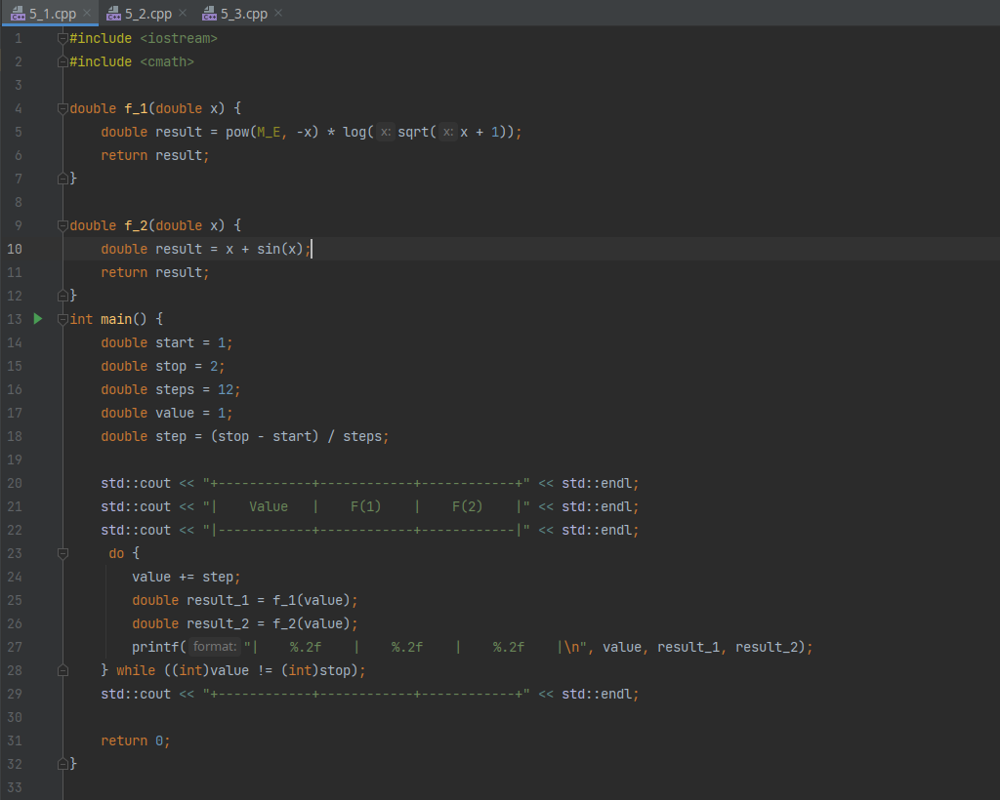 5_1.cpp 5_2.cpp 5_3.cpp
1 #include <iostream>
2 #include <cmath>
3
4 double f_1(double x) {
5     double result = pow(M_E, -x) * log( x: sqrt( x: x + 1));
6     return result;
7 }
8
9 double f_2(double x) {
10     double result = x + sin(x);
11     return result;
12 }
13 int main() {
14     double start = 1;
15     double stop = 2;
16     double steps = 12;
17     double value = 1;
18     double step = (stop - start) / steps;
19
20     std::cout << "+------------+------------+------------+" << std::endl;
21     std::cout << "|    Value   |    F(1)    |    F(2)    |" << std::endl;
22     std::cout << "|------------+------------+------------|" << std::endl;
23      do {
24         value += step;
25         double result_1 = f_1(value);
26         double result_2 = f_2(value);
27         printf( format: "|    %.2f    |    %.2f    |    %.2f    |\n", value, result_1, result_2);
28     } while ((int)value != (int)stop);
29     std::cout << "+------------+------------+------------+" << std::endl;
30
31     return 0;
32 }
33